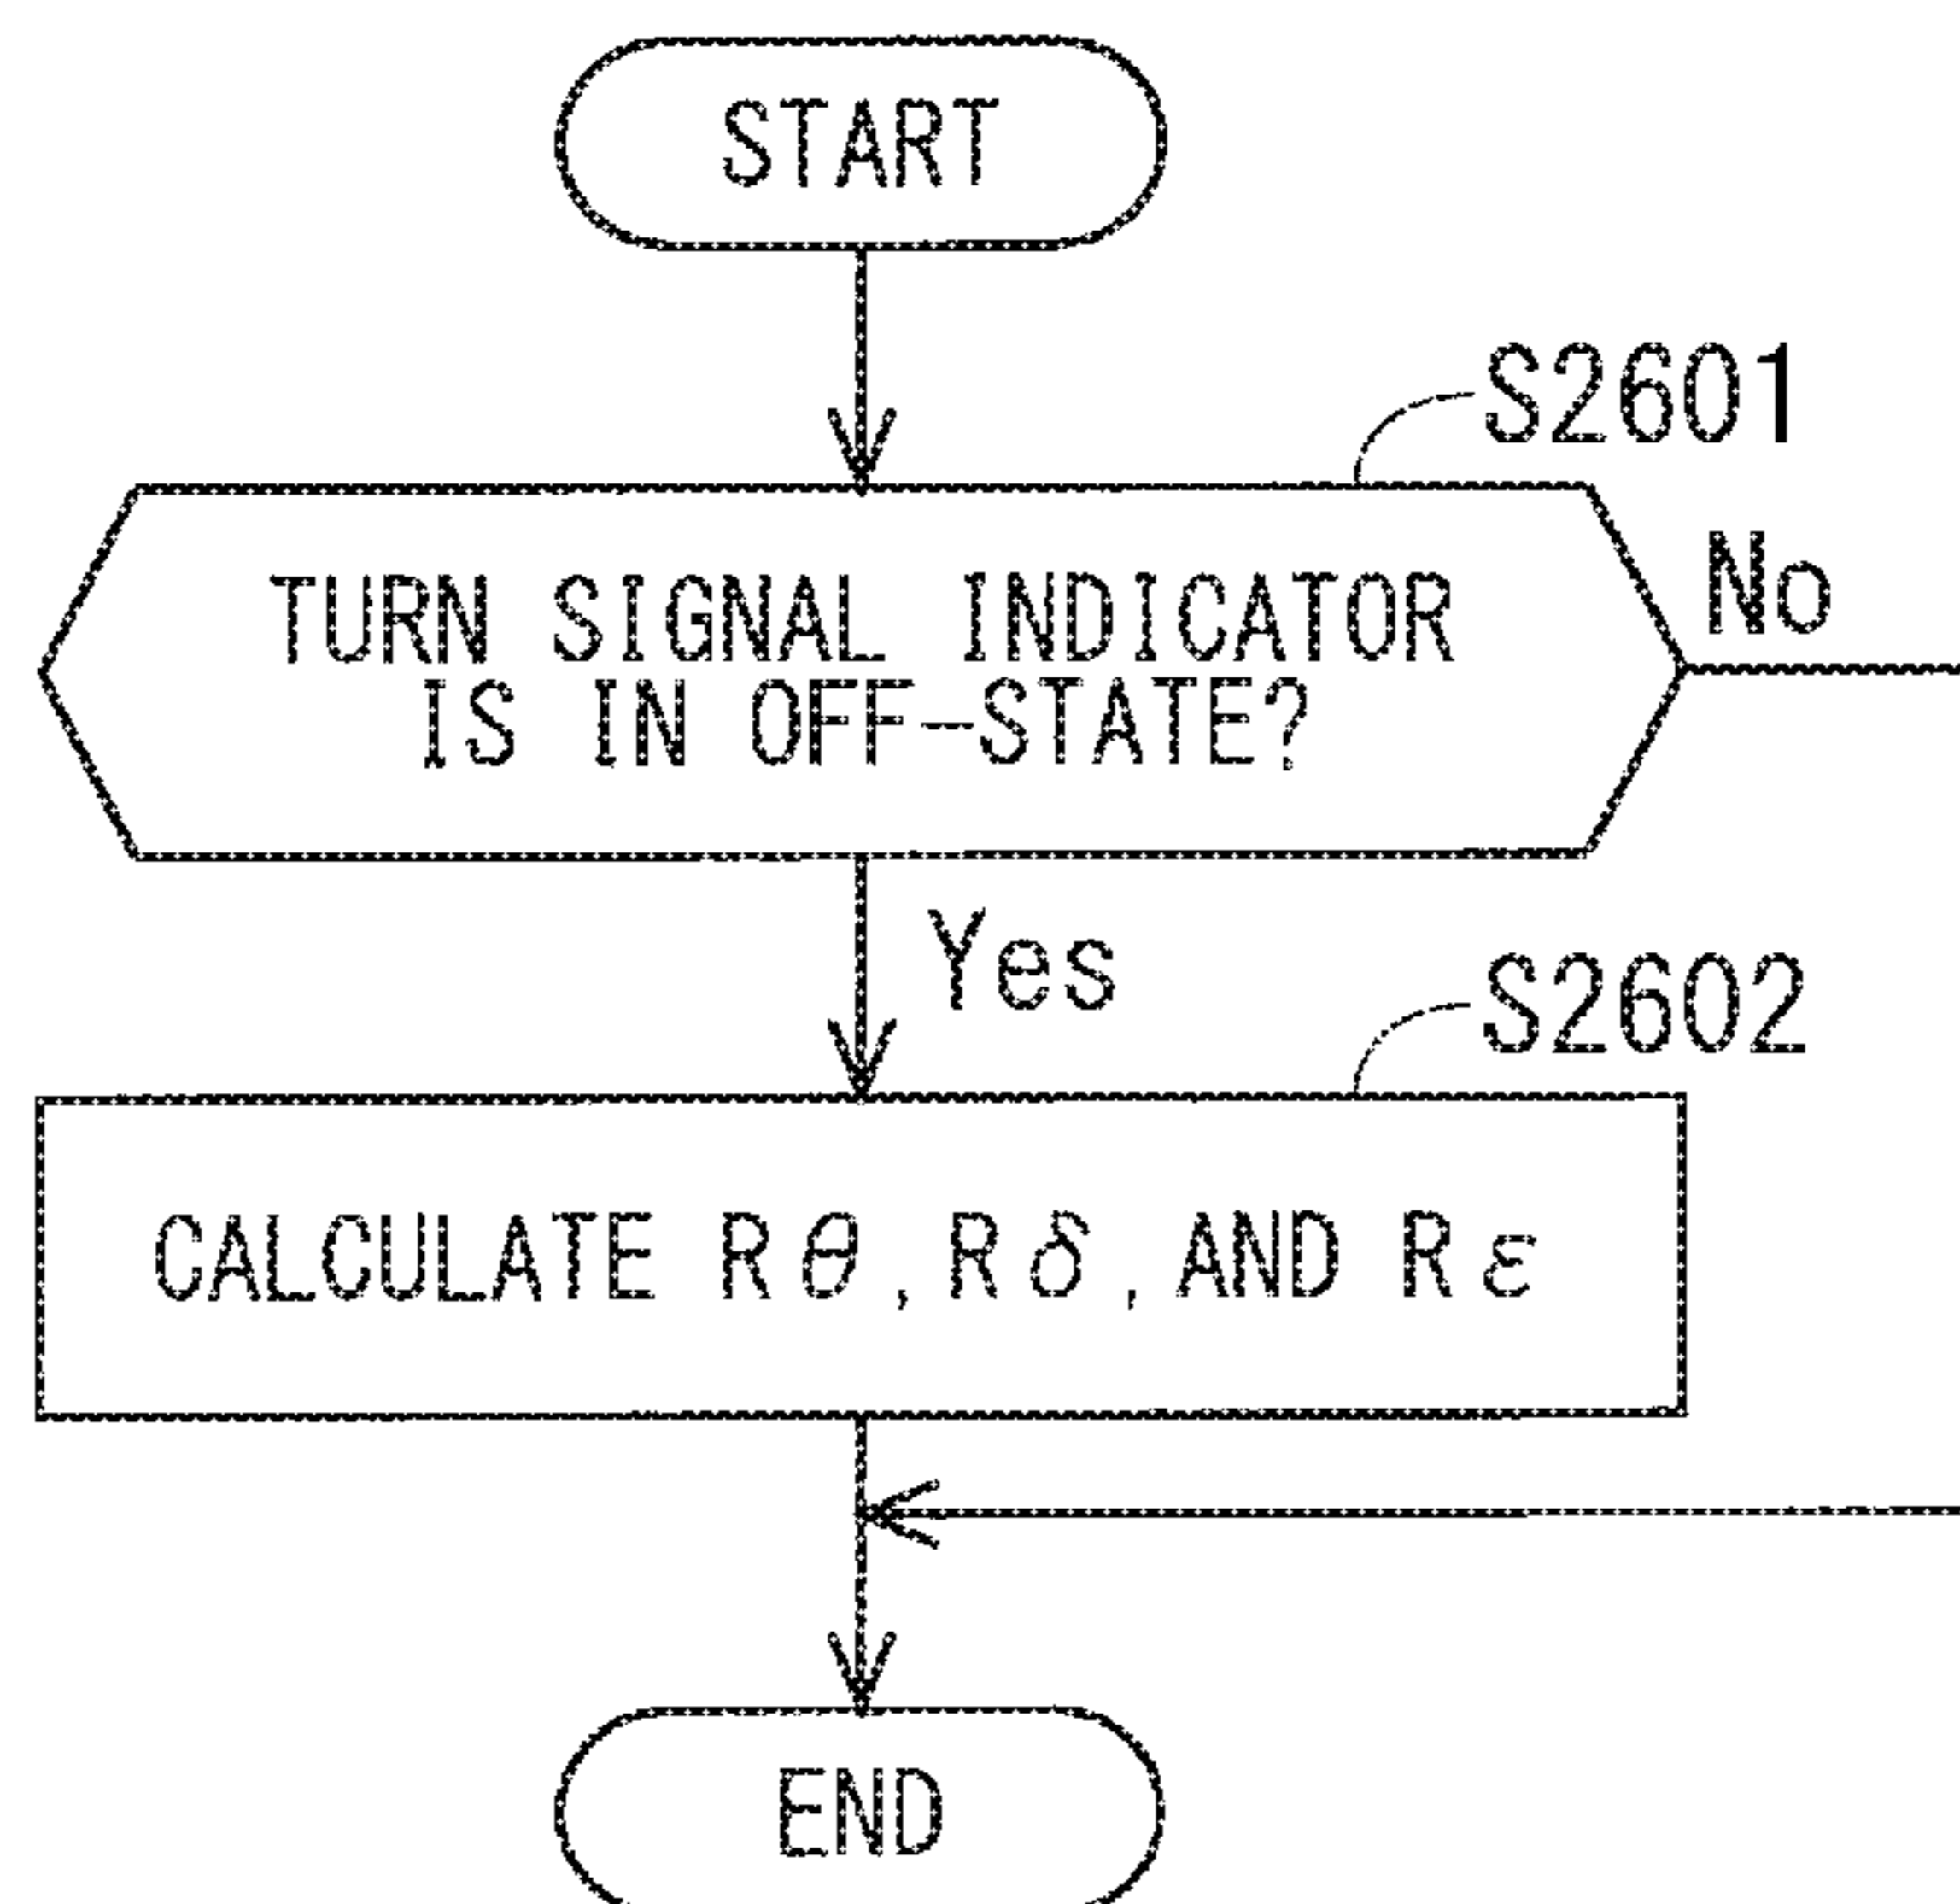 START
S2601
TURN SIGNAL INDICATOR
IS IN OFF-STATE?
No
Yes
S2602
CALCULATE Rθ, Rδ, AND Rε
END